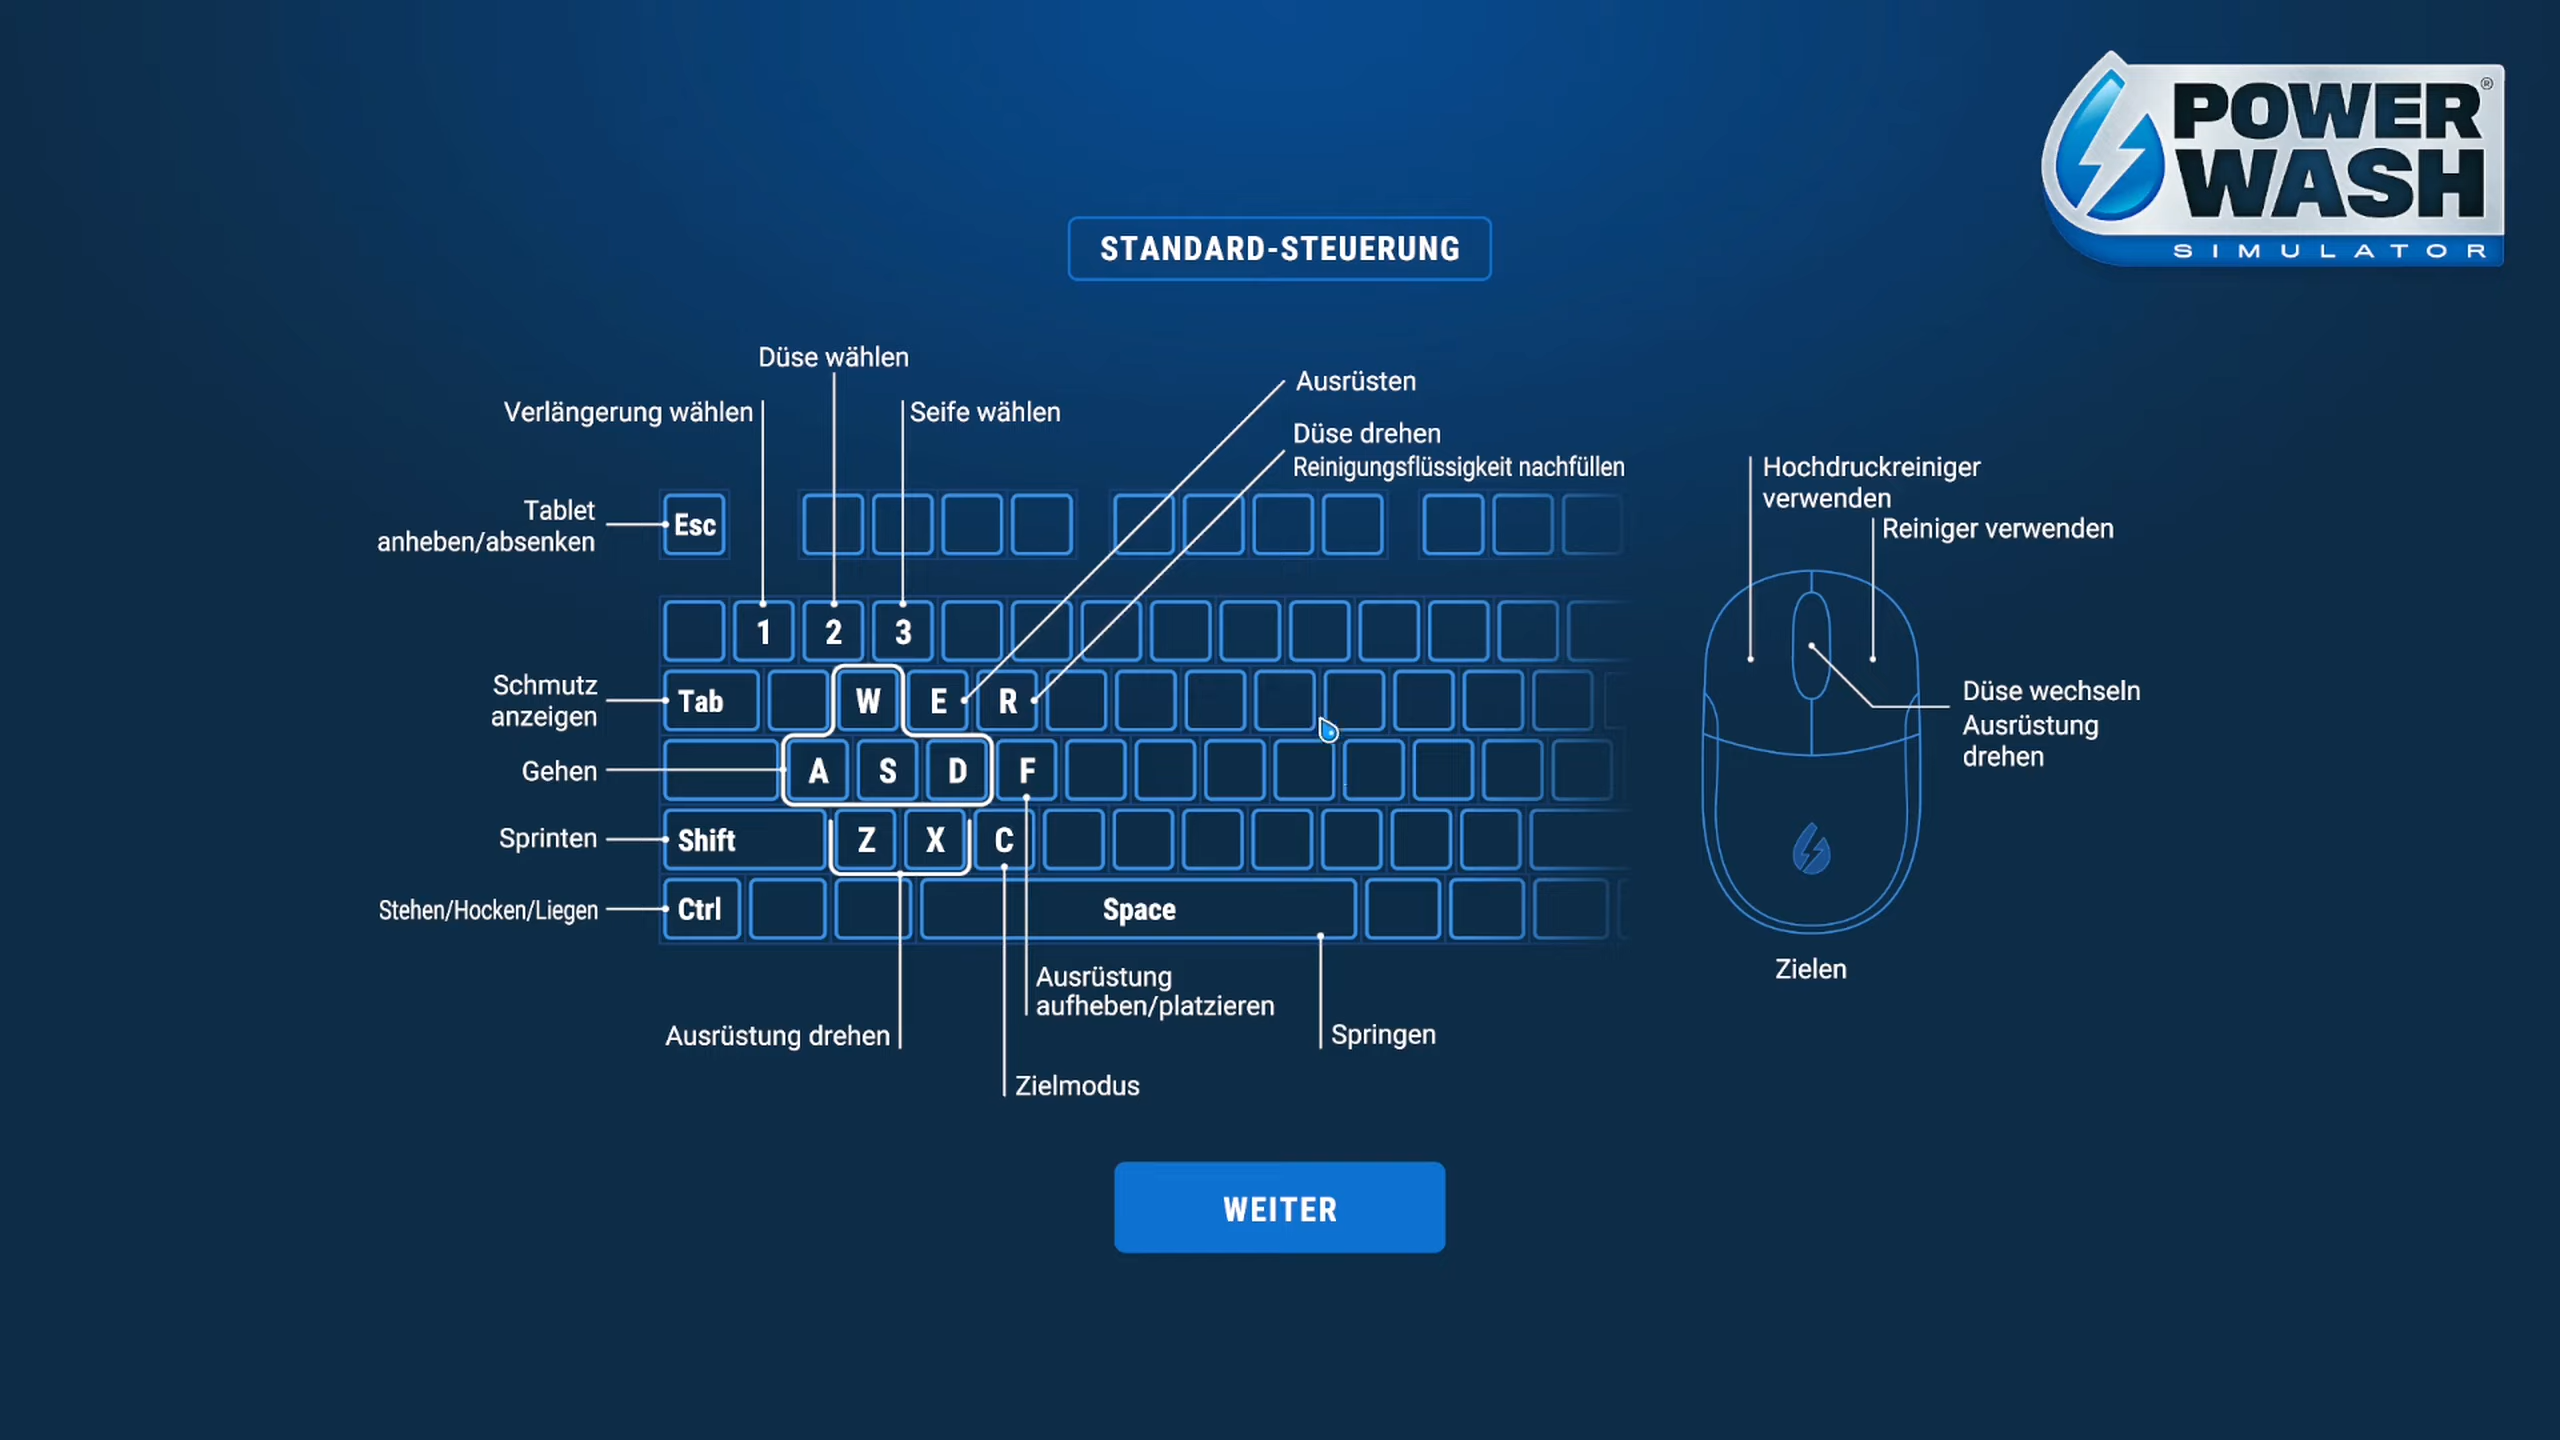 POWER®
WASH
SIMULATOR
STANDARD-STEUERUNG
Düse wählen
Verlängerung wählen
Seife wählen
Ausrüsten
Düse drehen
Reinigungsflüssigkeit nachfüllen
Hochdruckreiniger
verwenden
Reiniger verwenden
Tablet
anheben/absenken
Esc
1 2 3
Schmutz
anzeigen
Tab W E R
Düse wechseln
Ausrüstung
drehen
Gehen
A S D F
Sprinten
Shift Z X C
Stehen/Hocken/Liegen
Ctrl Space
Zielen
Ausrüstung
aufheben/platzieren
Ausrüstung drehen
Springen
Zielmodus
WEITER